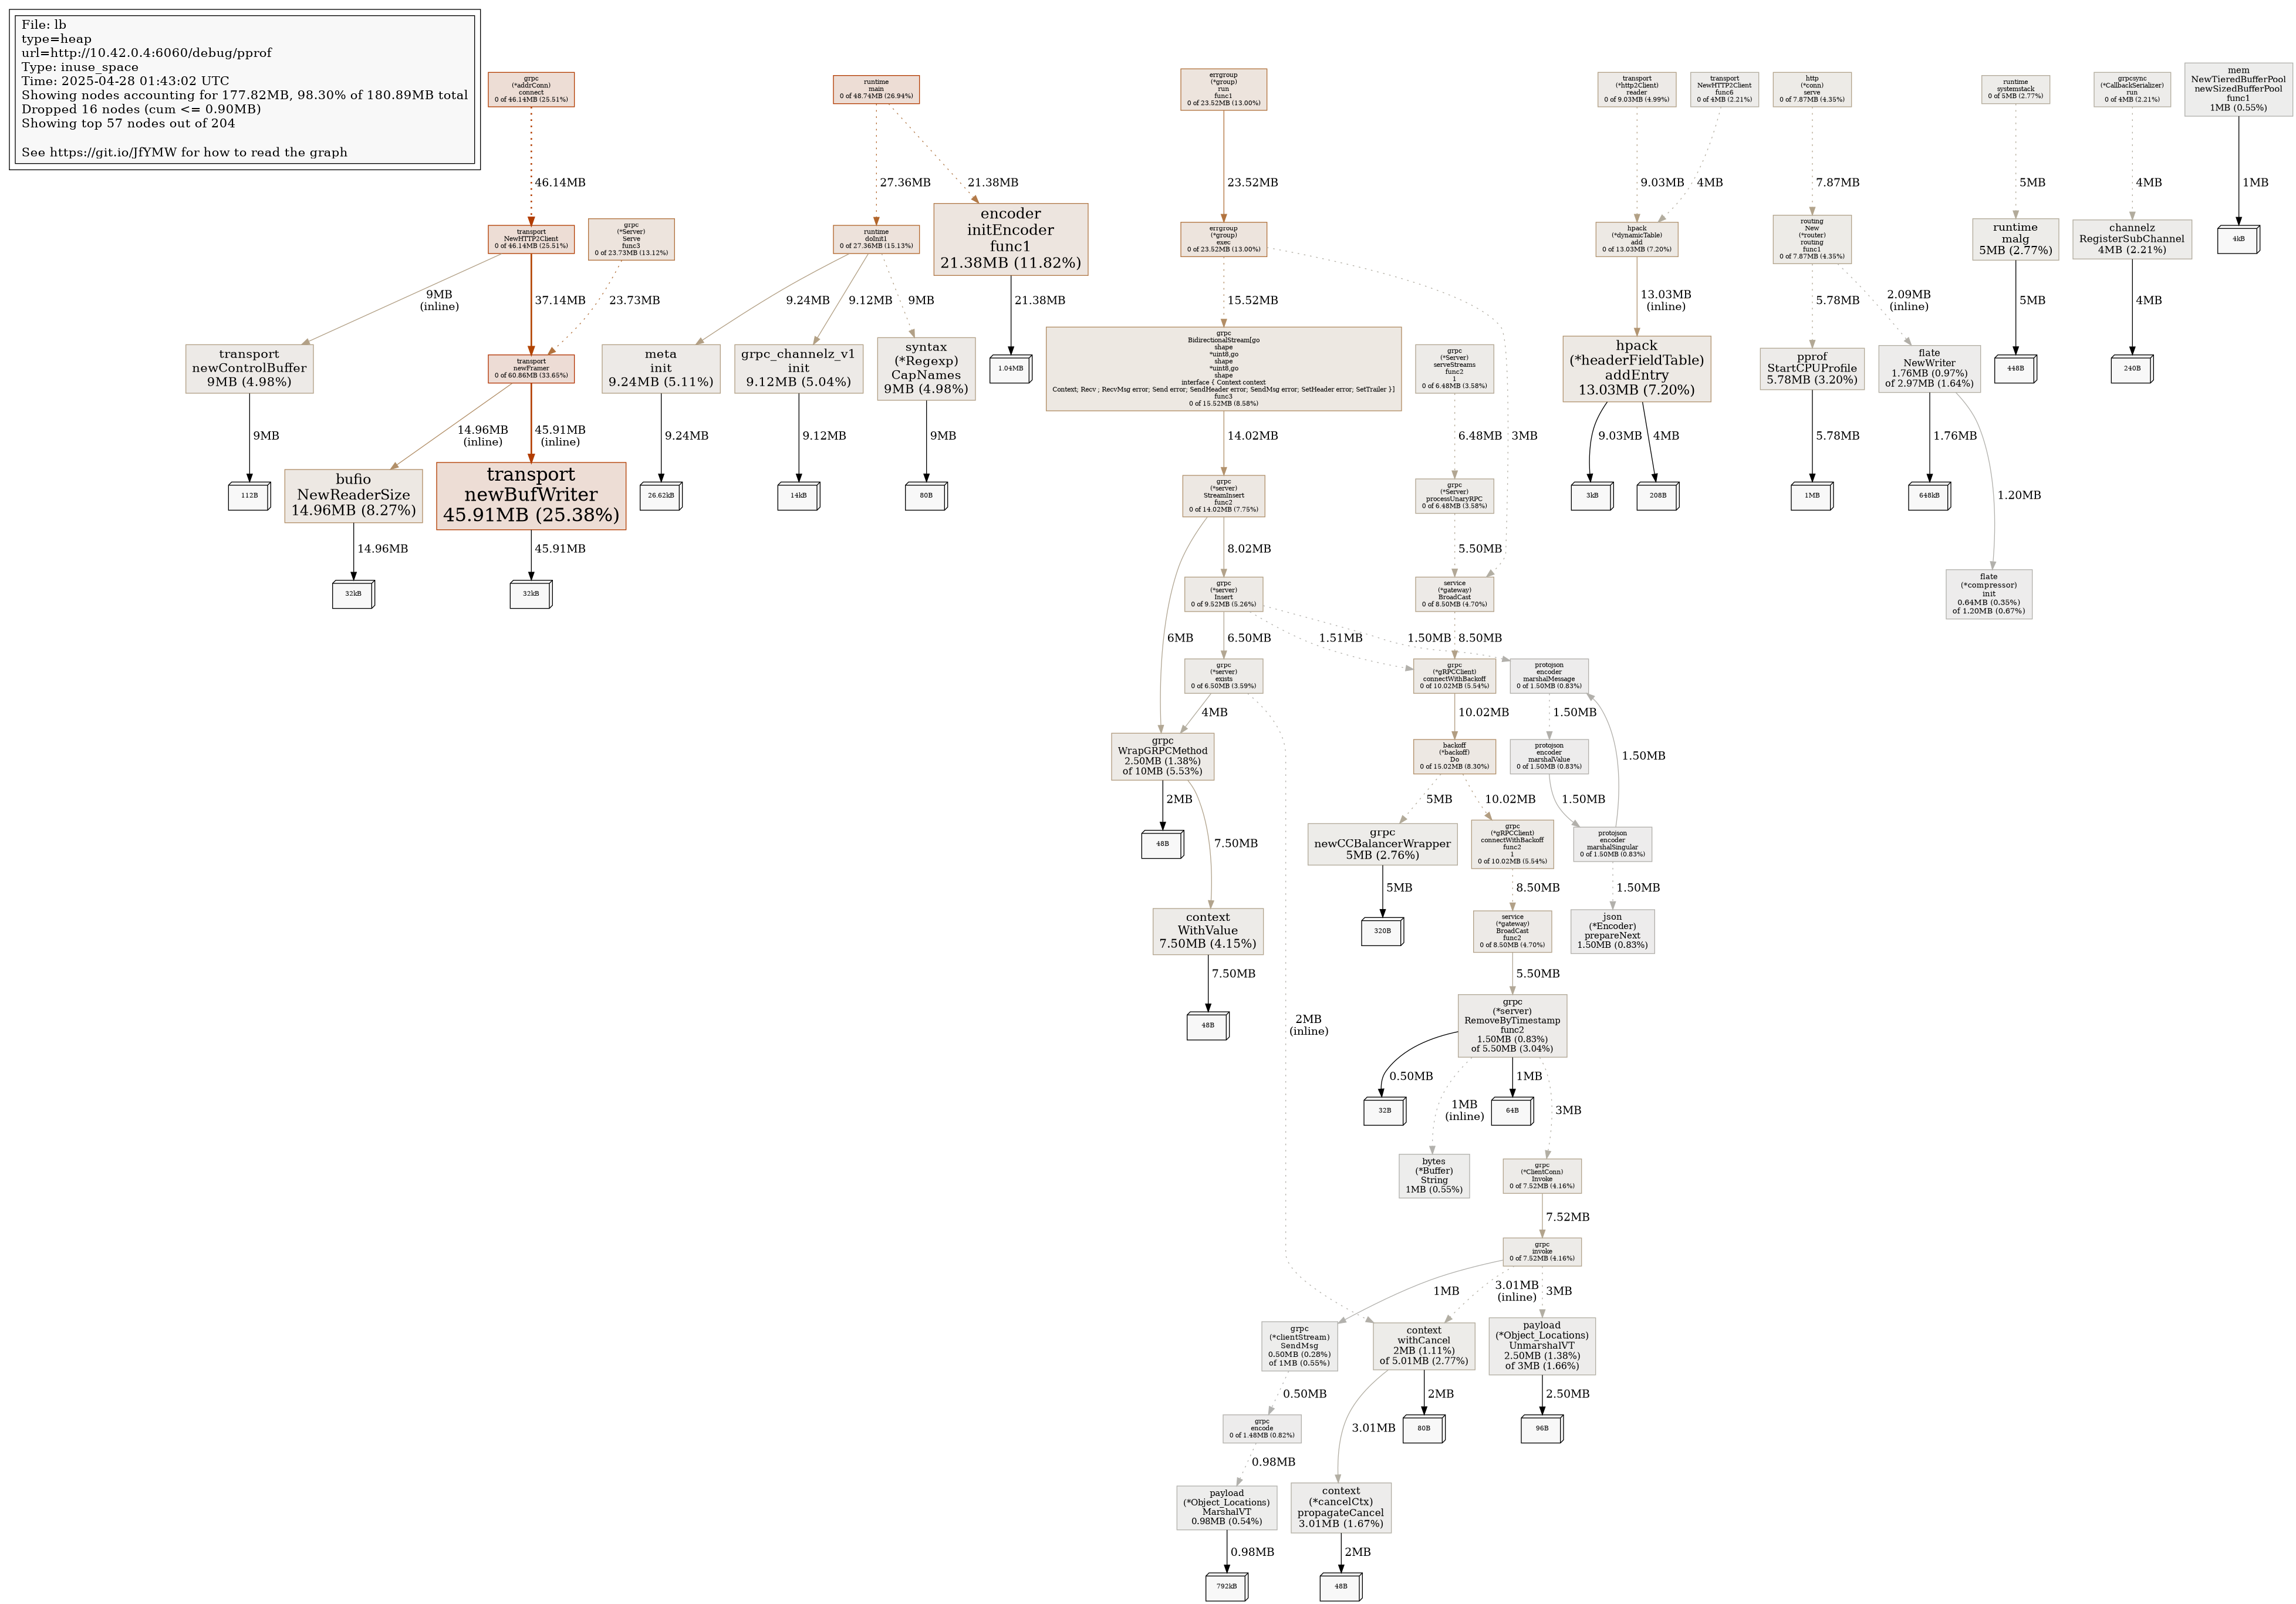 File: lb
type=heap
url=http://10.42.0.4:6060/debug/pprof
Type: inuse_space
Time: 2025-04-28 01:43:02 UTC
Showing nodes accounting for 177.82MB, 98.30% of 180.89MB total
Dropped 16 nodes (cum <= 0.90MB)
Showing top 57 nodes out of 204
See https://git.io/JfYMW for how to read the graph
grpc
(*addrConn)
connect
0 of 46.14MB (25.51%)
runtime
main
0 of 48.74MB (26.94%)
errgroup
(*group)
run
func1
0 of 23.52MB (13.00%)
transport
(*http2Client)
reader
0 of 9.03MB (4.99%)
transport
NewHTTP2Client
func6
0 of 4MB (2.21%)
http
(*conn)
serve
0 of 7.87MB (4.35%)
runtime
systemstack
0 of 5MB (2.77%)
grpcsync
(*CallbackSerializer)
run
0 of 4MB (2.21%)
mem
NewTieredBufferPool
newSizedBufferPool
func1
1MB (0.55%)
46.14MB
27.36MB
21.38MB
23.52MB
9.03MB
4MB
7.87MB
5MB
4MB
1MB
transport
NewHTTP2Client
0 of 46.14MB (25.51%)
grpc
(*Server)
Serve
func3
0 of 23.73MB (13.12%)
runtime
doInit1
0 of 27.36MB (15.13%)
encoder
initEncoder
func1
21.38MB (11.82%)
errgroup
(*group)
exec
0 of 23.52MB (13.00%)
hpack
(*dynamicTable)
add
0 of 13.03MB (7.20%)
routing
New
(*router)
routing
func1
0 of 7.87MB (4.35%)
runtime
malg
5MB (2.77%)
channelz
RegisterSubChannel
4MB (2.21%)
4kB
9MB
(inline)
37.14MB
23.73MB
9.24MB
9.12MB
9MB
21.38MB
15.52MB
13.03MB
(inline)
5.78MB
2.09MB
(inline)
5MB
4MB
transport
newControlBuffer
9MB (4.98%)
transport
newFramer
0 of 60.86MB (33.65%)
meta
init
9.24MB (5.11%)
grpc_channelz_v1
init
9.12MB (5.04%)
syntax
(*Regexp)
CapNames
9MB (4.98%)
1.04MB
grpc
BidirectionalStream[go
shape
*uint8,go
shape
*uint8,go
shape
interface { Context context
Context; Recv ; RecvMsg error; Send error; SendHeader error; SendMsg error; SetHeader error; SetTrailer }]
func3
0 of 15.52MB (8.58%)
grpc
(*Server)
serveStreams
func2
1
0 of 6.48MB (3.58%)
hpack
(*headerFieldTable)
addEntry
13.03MB (7.20%)
pprof
StartCPUProfile
5.78MB (3.20%)
flate
NewWriter
1.76MB (0.97%)
of 2.97MB (1.64%)
448B
240B
9MB
14.96MB
(inline)
45.91MB
(inline)
9.24MB
9.12MB
9MB
14.02MB
6.48MB
3MB
9.03MB
4MB
5.78MB
1.76MB
1.20MB
112B
bufio
NewReaderSize
14.96MB (8.27%)
transport
newBufWriter
45.91MB (25.38%)
26.62kB
14kB
80B
grpc
(*server)
StreamInsert
func2
0 of 14.02MB (7.75%)
grpc
(*Server)
processUnaryRPC
0 of 6.48MB (3.58%)
3kB
208B
1MB
648kB
14.96MB
45.91MB
8.02MB
5.50MB
32kB
32kB
grpc
(*server)
Insert
0 of 9.52MB (5.26%)
service
(*gateway)
BroadCast
0 of 8.50MB (4.70%)
flate
(*compressor)
init
0.64MB (0.35%)
of 1.20MB (0.67%)
6MB
6.50MB
1.51MB
1.50MB
8.50MB
grpc
(*server)
exists
0 of 6.50MB (3.59%)
grpc
(*gRPCClient)
connectWithBackoff
0 of 10.02MB (5.54%)
protojson
encoder
marshalMessage
0 of 1.50MB (0.83%)
4MB
10.02MB
1.50MB
1.50MB
grpc
WrapGRPCMethod
2.50MB (1.38%)
of 10MB (5.53%)
backoff
(*backoff)
Do
0 of 15.02MB (8.30%)
protojson
encoder
marshalValue
0 of 1.50MB (0.83%)
2MB
7.50MB
5MB
10.02MB
1.50MB
48B
grpc
newCCBalancerWrapper
5MB (2.76%)
grpc
(*gRPCClient)
connectWithBackoff
func2
1
0 of 10.02MB (5.54%)
protojson
encoder
marshalSingular
0 of 1.50MB (0.83%)
5MB
8.50MB
1.50MB
context
WithValue
7.50MB (4.15%)
320B
service
(*gateway)
BroadCast
func2
0 of 8.50MB (4.70%)
json
(*Encoder)
prepareNext
1.50MB (0.83%)
7.50MB
5.50MB
48B
2MB
(inline)
grpc
(*server)
RemoveByTimestamp
func2
1.50MB (0.83%)
of 5.50MB (3.04%)
0.50MB
1MB
(inline)
1MB
3MB
32B
64B
bytes
(*Buffer)
String
1MB (0.55%)
grpc
(*ClientConn)
Invoke
0 of 7.52MB (4.16%)
7.52MB
grpc
invoke
0 of 7.52MB (4.16%)
1MB
3.01MB
(inline)
3MB
grpc
(*clientStream)
SendMsg
0.50MB (0.28%)
of 1MB (0.55%)
context
withCancel
2MB (1.11%)
of 5.01MB (2.77%)
payload
(*Object_Locations)
UnmarshalVT
2.50MB (1.38%)
of 3MB (1.66%)
0.50MB
3.01MB
2MB
2.50MB
grpc
encode
0 of 1.48MB (0.82%)
80B
96B
0.98MB
payload
(*Object_Locations)
MarshalVT
0.98MB (0.54%)
context
(*cancelCtx)
propagateCancel
3.01MB (1.67%)
0.98MB
2MB
792kB
48B